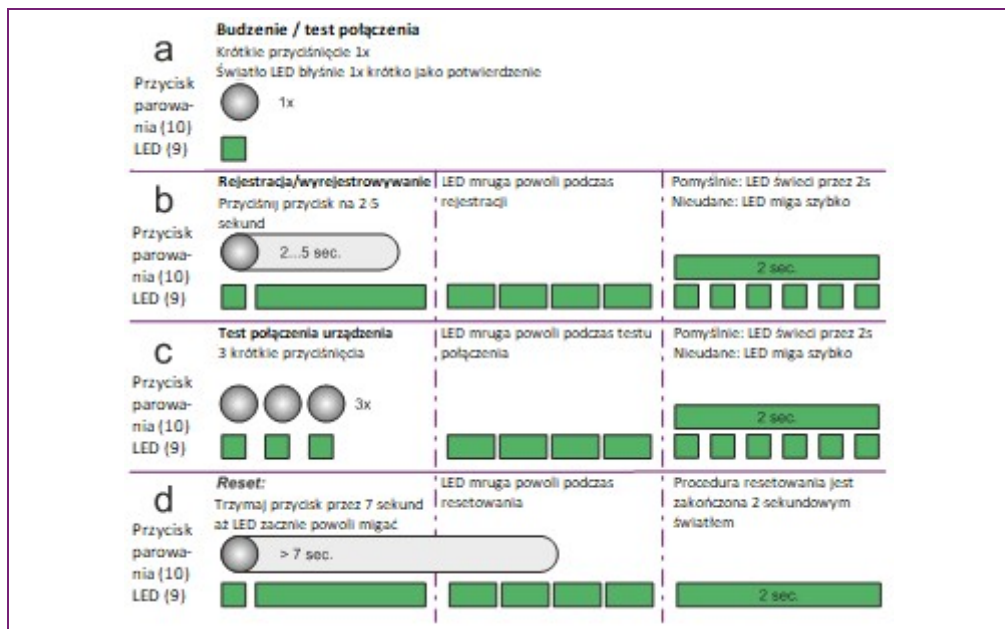 a
Budzenie / test połączenia
Krótkie przyciśnięcie 1x
Światło LED błyśnie 1x krótko jako potwierdzenie
Przycisk
parowa-
nia (10)
LED (9)
1x
b
Rejestracja/wyrejestrowywanie
Przyciśnij przycisk na 2-5
sekund
LED mruga powoli podczas
rejestracji
Pomyślnie: LED świeci przez 2s
Nieudane: LED miga szybko
Przycisk
parowa-
nia (10)
LED (9)
2...5 sec.
2 sec.
c
Test połączenia urządzenia
3 krótkie przyciśnięcia
LED mruga powoli podczas testu
połączenia
Pomyślnie: LED świeci przez 2s
Nieudane: LED miga szybko
Przycisk
parowa-
nia (10)
LED (9)
3x
2 sec.
d
Reset:
Trzymaj przycisk przez 7 sekund
aż LED zacznie powoli migać
LED mruga powoli podczas
resetowania
Procedura resetowania jest
zakończona 2-sekundowym
światłem
Przycisk
parowa-
nia (10)
LED (9)
> 7 sec.
2 sec.